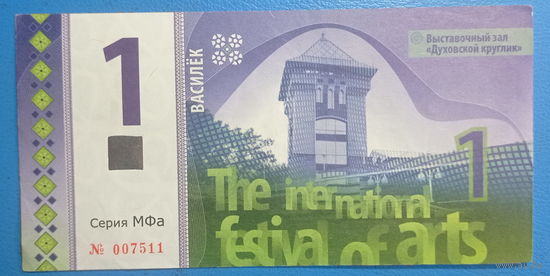 1
Серия МФа
№ 007511
ВАСИЛЁК
Выставочный зал
«Духовской круглик»
1
The international
festival of arts